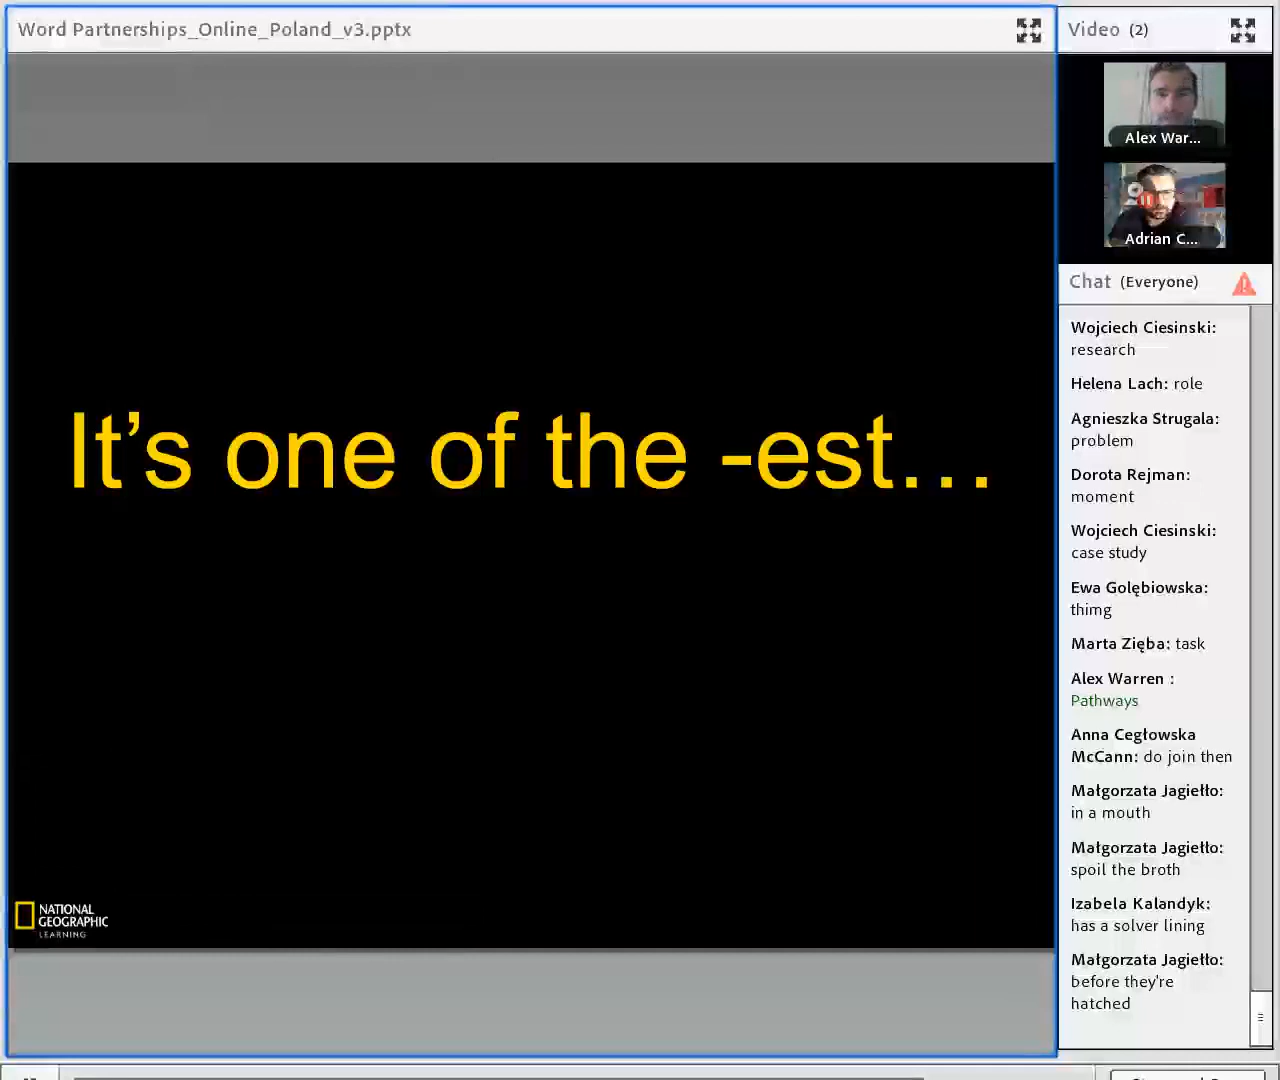 Word Partnerships_Online_Poland_v3.pptx
Video (2)
Alex War...
Adrian C...
Chat (Everyone)
Wojciech Ciesinski:
research
Helena Lach: role
Agnieszka Strugala:
problem
Dorota Rejman:
moment
Wojciech Ciesinski:
case study
Ewa Golębiowska:
thimg
Marta Zięba: task
Alex Warren :
Pathways
Anna Cegłowska
McCann: do join then
Małgorzata Jagiełło:
in a mouth
Małgorzata Jagiełło:
spoil the broth
Izabela Kalandyk:
has a solver lining
Małgorzata Jagiełło:
before they're
hatched
It’s one of the -est…
NATIONAL
GEOGRAPHIC
LEARNING